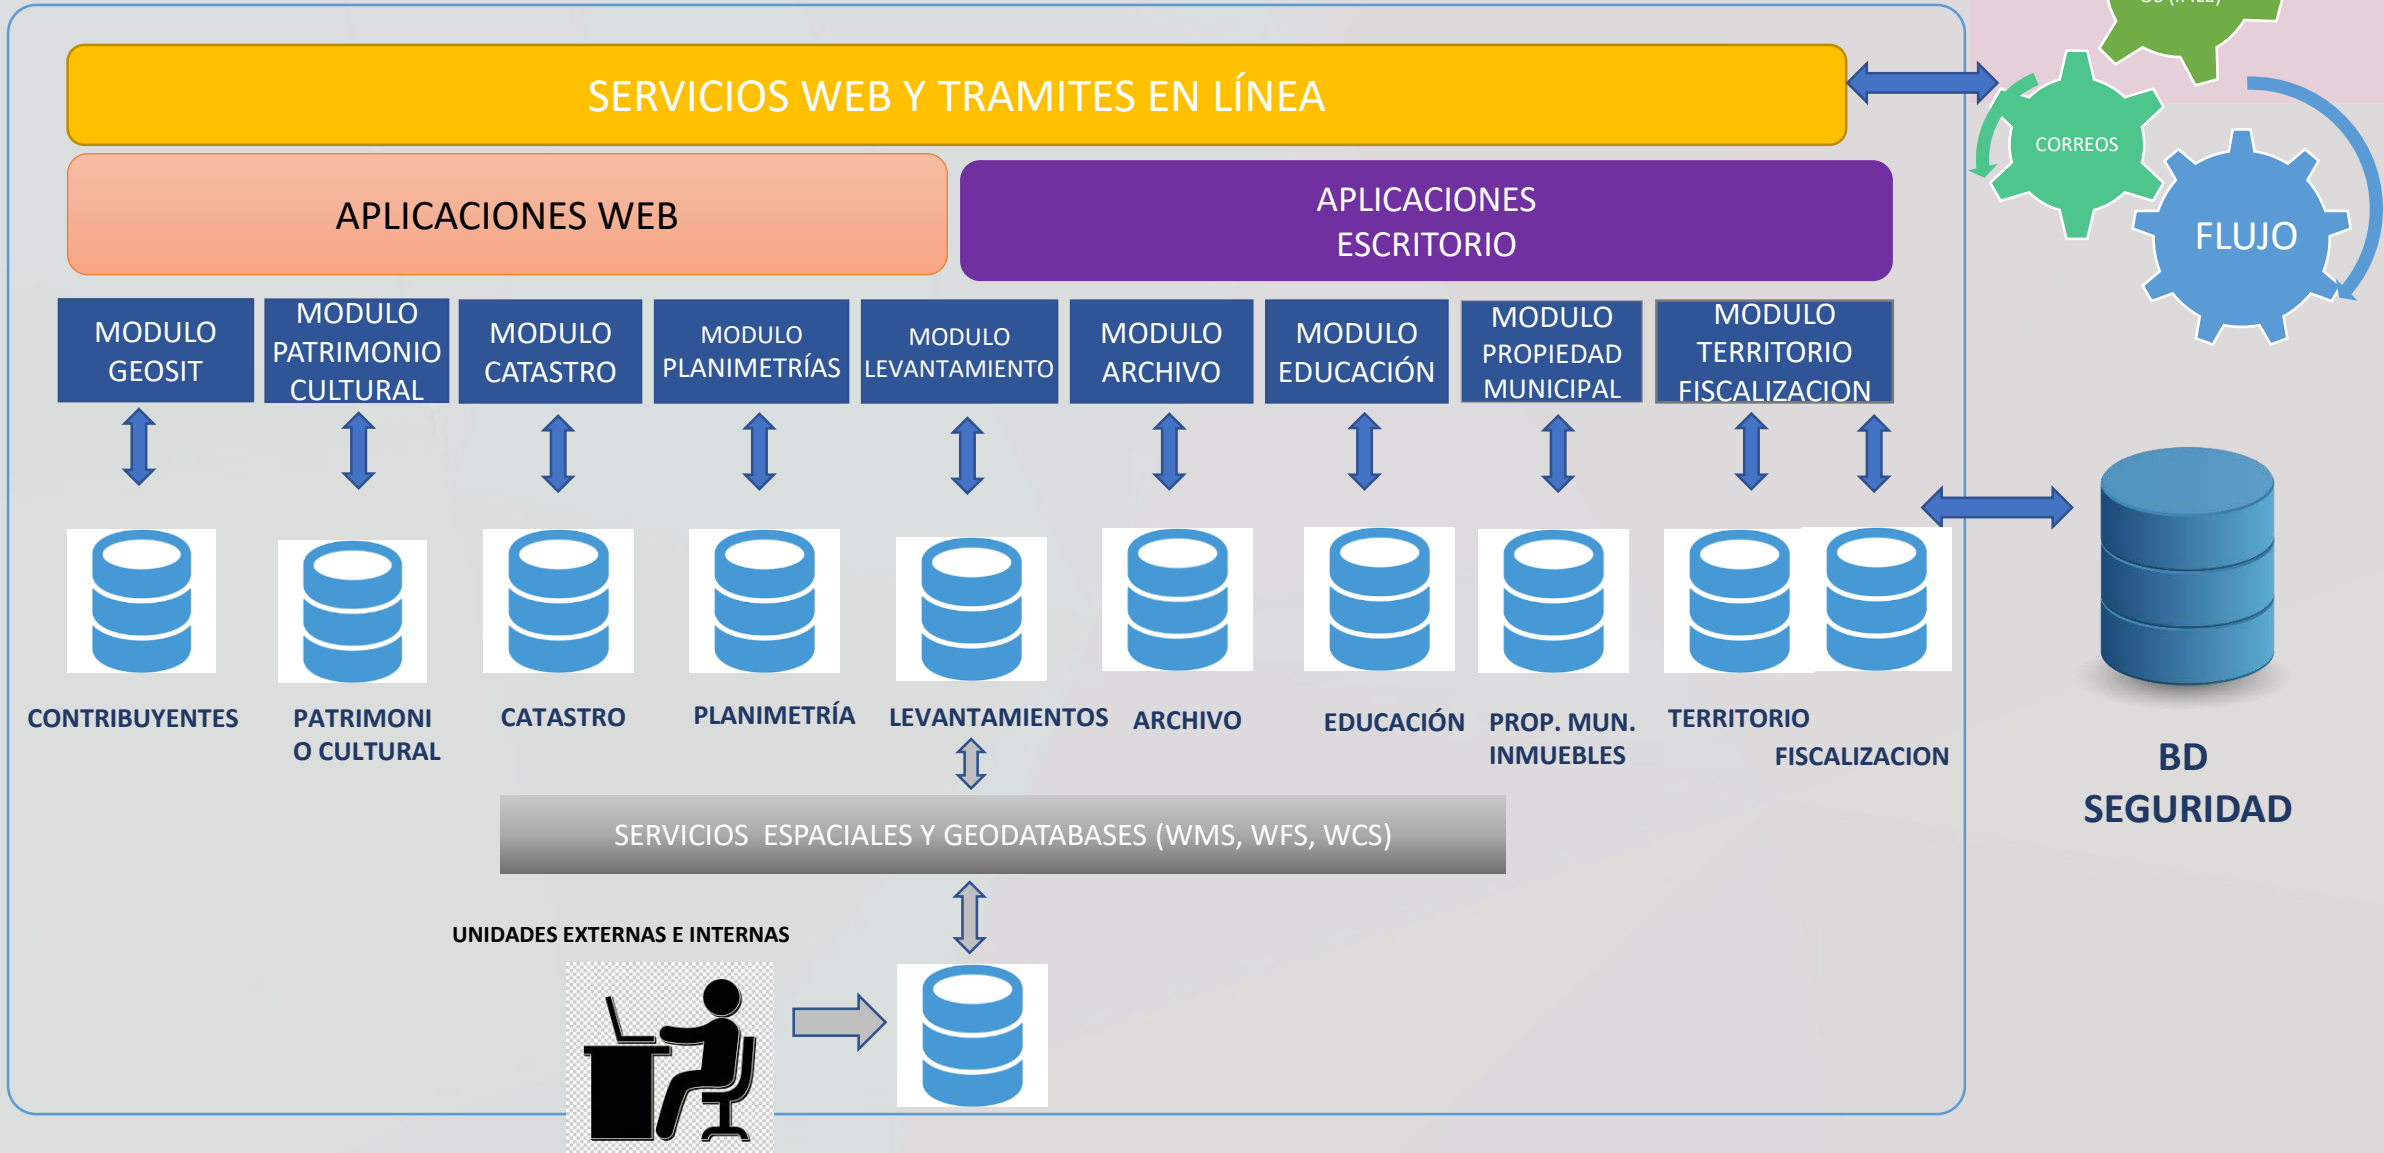 SERVICIOS WEB Y TRAMITES EN LÍNEA
CORREOS
FLUJO
APLICACIONES WEB
APLICACIONES
ESCRITORIO
MODULO
GEOSIT
MODULO
PATRIMONIO
CULTURAL
MODULO
CATASTRO
MODULO
PLANIMETRÍAS
MODULO
LEVANTAMIENTO
MODULO
ARCHIVO
MODULO
EDUCACIÓN
MODULO
PROPIEDAD
MUNICIPAL
MODULO
TERRITORIO
FISCALIZACION
CONTRIBUYENTES
PATRIMONI
O CULTURAL
CATASTRO
PLANIMETRÍA
LEVANTAMIENTOS
ARCHIVO
EDUCACIÓN
PROP. MUN.
INMUEBLES
TERRITORIO
FISCALIZACION
BD
SEGURIDAD
SERVICIOS  ESPACIALES Y GEODATABASES (WMS, WFS, WCS)
UNIDADES EXTERNAS E INTERNAS